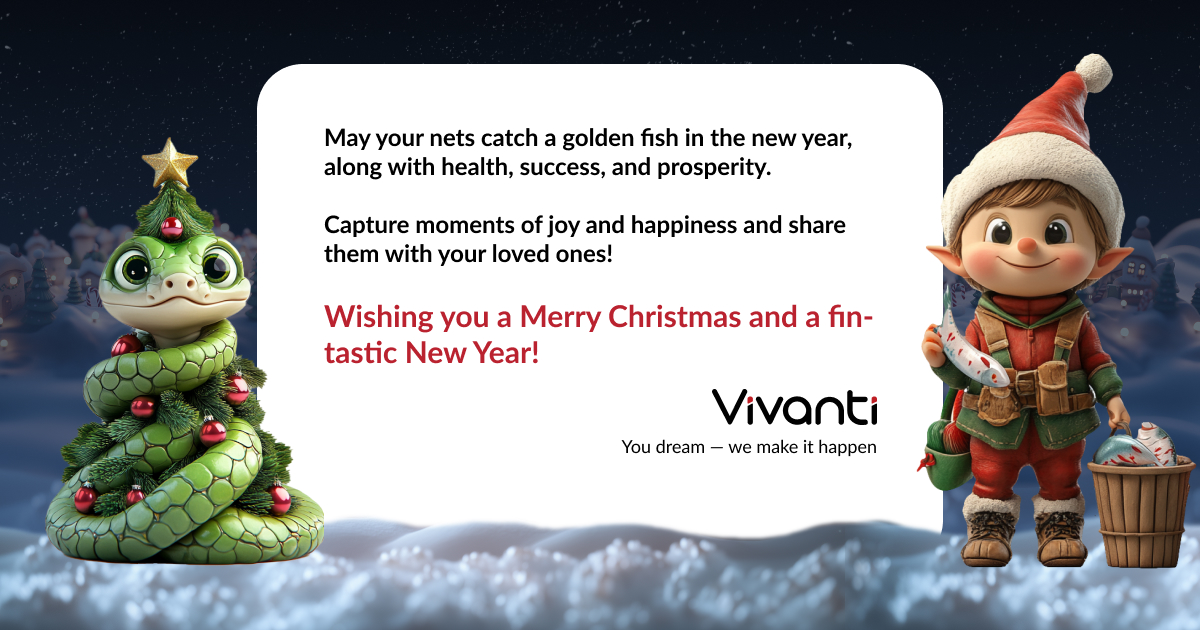 May your nets catch a golden fish in the new year,
along with health, success, and prosperity.
Capture moments of joy and happiness and share
them with your loved ones!
Wishing you a Merry Christmas and a fin-
tastic New Year!
Vivanti
You dream — we make it happen